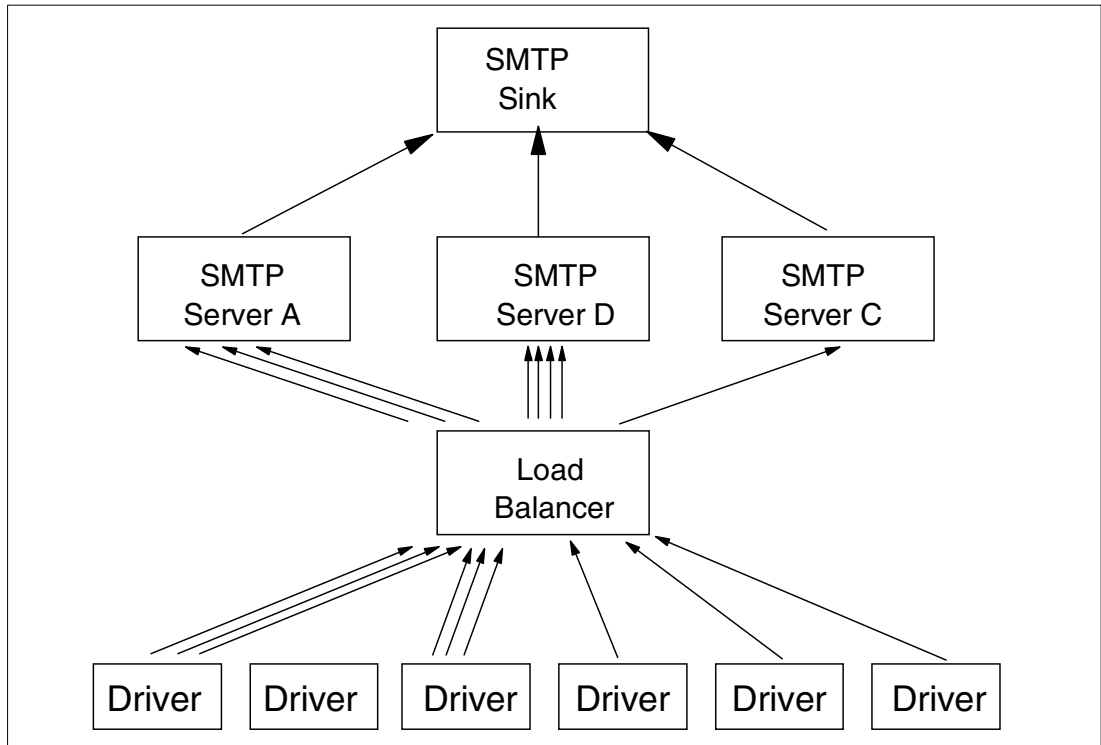 SMTP
Sink
SMTP
Server A
SMTP
Server D
SMTP
Server C
Load
Balancer
Driver
Driver
Driver
Driver
Driver
Driver